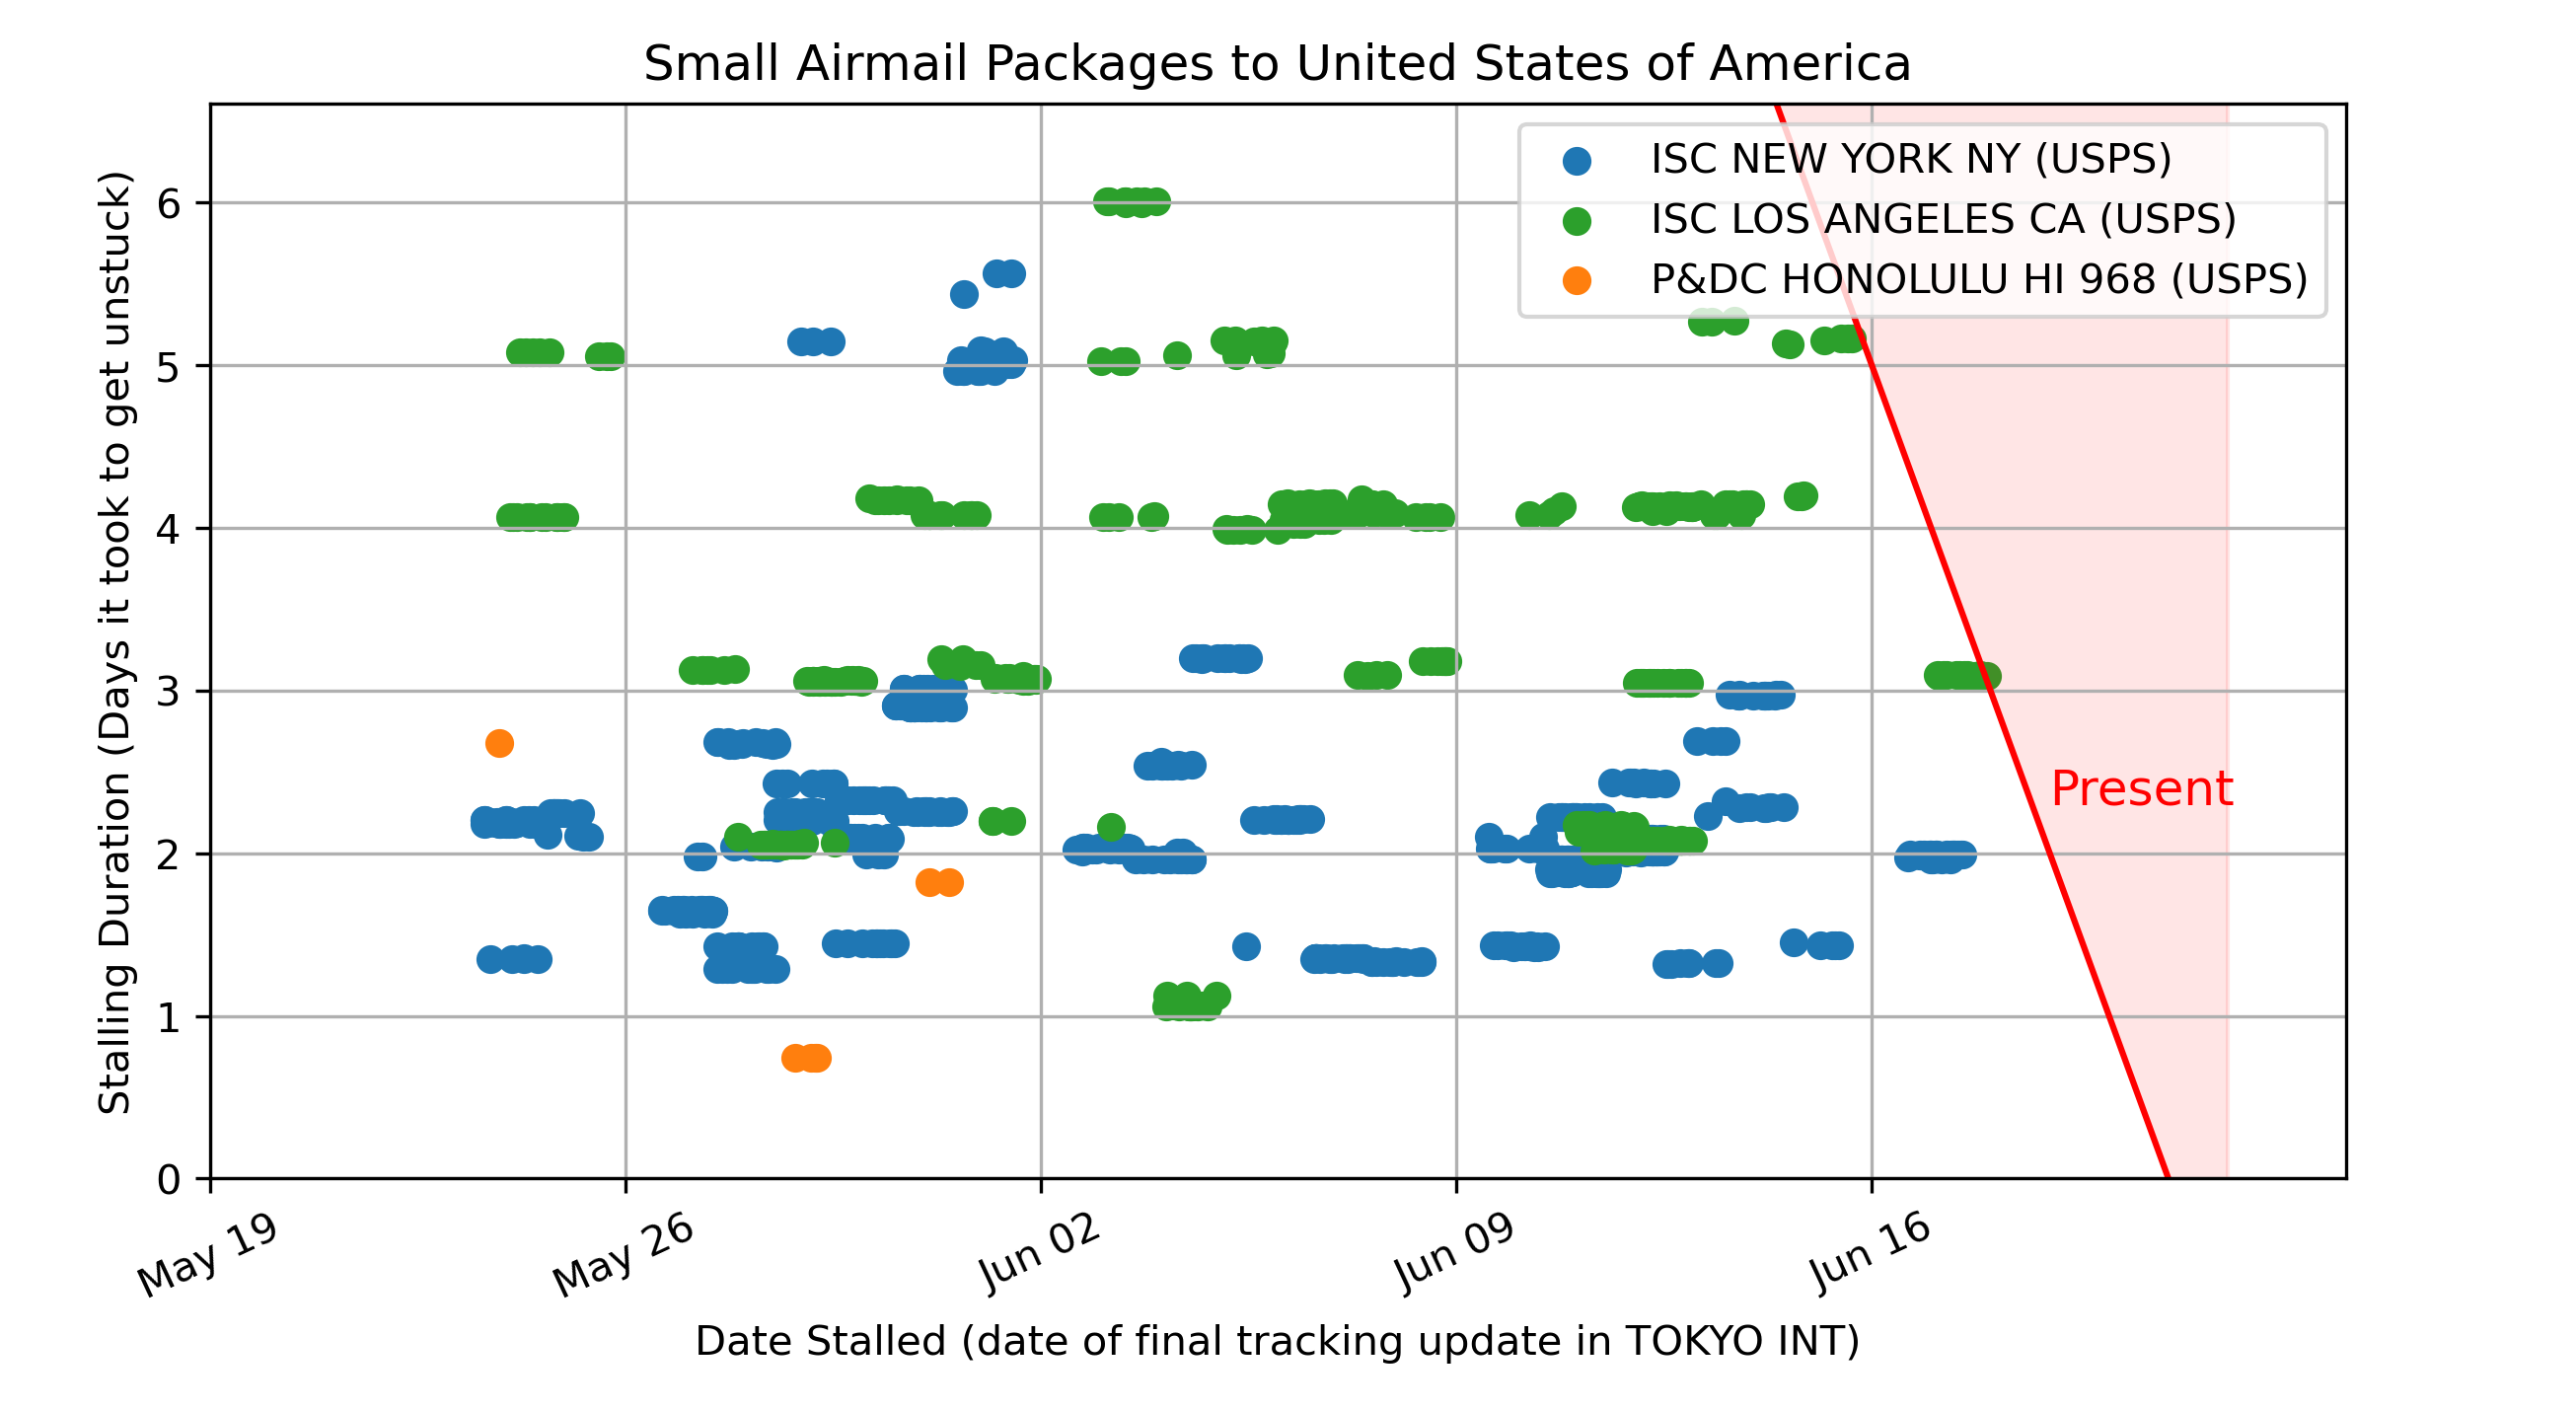 Small Airmail Packages to United States of America
Stalling Duration (Days it took to get unstuck)
6
5
4
3
2
1
0
ISC NEW YORK NY (USPS)
ISC LOS ANGELES CA (USPS)
P&DC HONOLULU HI 968 (USPS)
Present
May 19
May 26
Jun 02
Jun 09
Jun 16
Date Stalled (date of final tracking update in TOKYO INT)